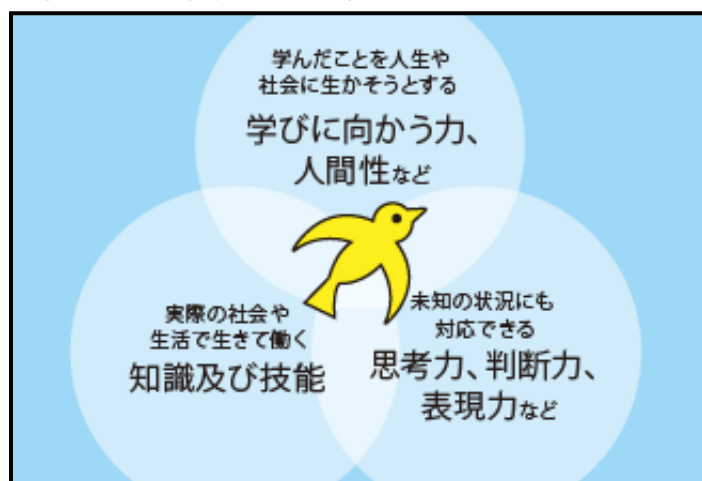 学んだことを人生や
社会に生かそうとする
学びに向かう力、
人間性など
実際の社会や
生活で生きて働く
知識及び技能
未知の状況にも
対応できる
思考力、判断力、
表現力など